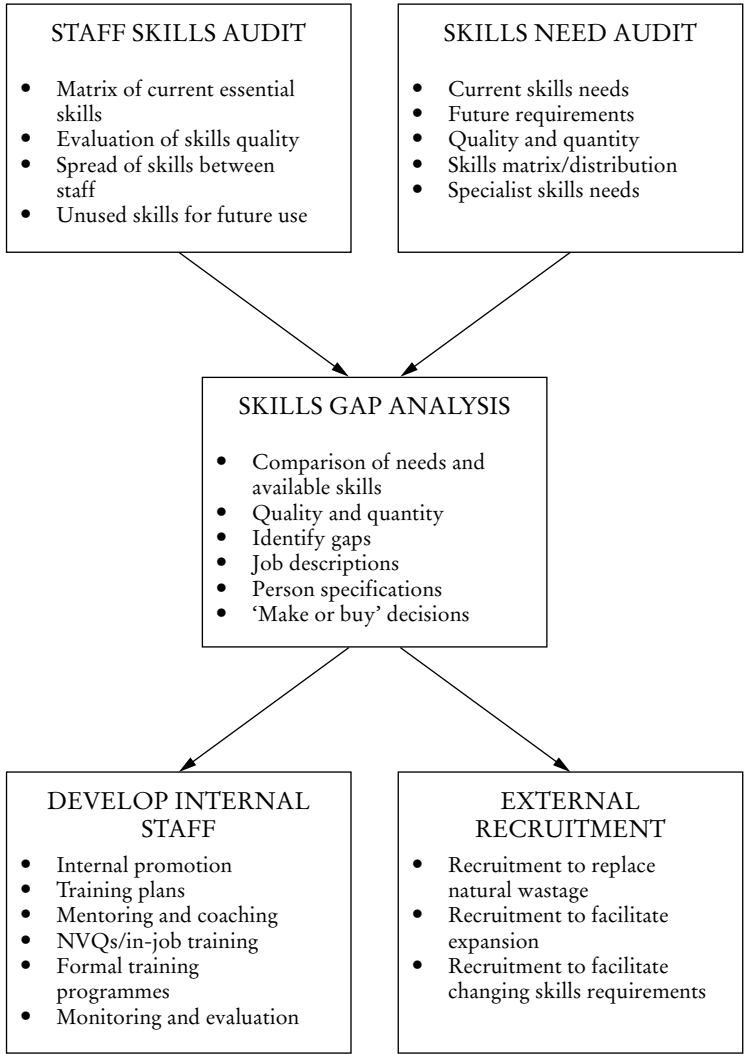 STAFF SKILLS AUDIT
• Matrix of current essential
skills
• Evaluation of skills quality
• Spread of skills between
staff
• Unused skills for future use
SKILLS NEED AUDIT
• Current skills needs
• Future requirements
• Quality and quantity
• Skills matrix/distribution
• Specialist skills needs
SKILLS GAP ANALYSIS
• Comparison of needs and
available skills
• Quality and quantity
• Identify gaps
• Job descriptions
• Person specifications
• ‘Make or buy’ decisions
DEVELOP INTERNAL
STAFF
• Internal promotion
• Training plans
• Mentoring and coaching
• NVQs/in-job training
• Formal training
programmes
• Monitoring and evaluation
EXTERNAL
RECRUITMENT
• Recruitment to replace
natural wastage
• Recruitment to facilitate
expansion
• Recruitment to facilitate
changing skills requirements